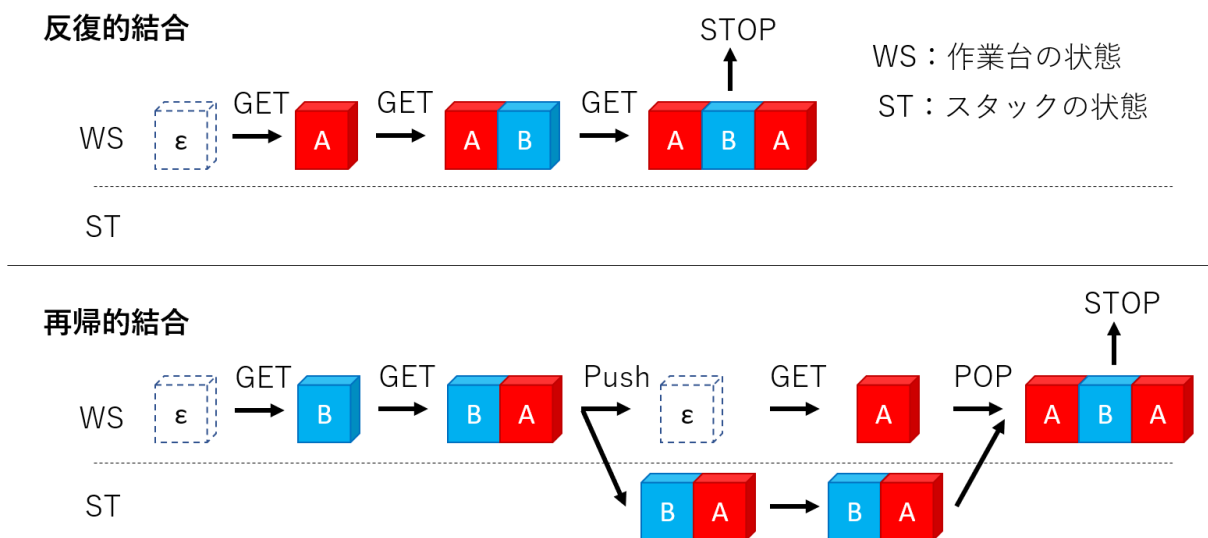 反復的結合
STOP
WS：作業台の状態
ST：スタックの状態
GET GET GET
WS ε A A B A B A
ST
再帰的結合
STOP
GET GET Push GET POP
WS ε B B A ε A A B A
ST B A B A